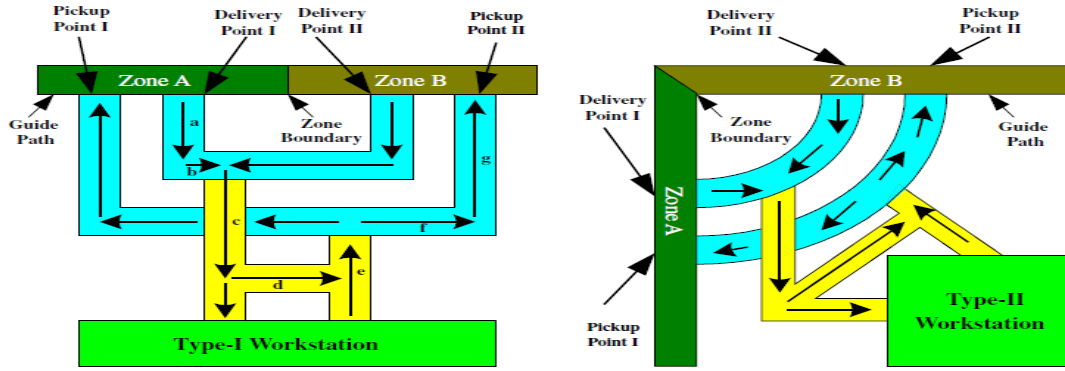 Pickup
Point I
Delivery
Point I
Delivery
Point II
Pickup
Point II
Zone A
Zone B
Guide
Path
Zone
Boundary
a
b
c
d
e
f
g
Type-I Workstation
Delivery
Point II
Pickup
Point II
Zone B
Delivery
Point I
Zone
Boundary
Guide
Path
Zone A
Pickup
Point I
Type-II
Workstation